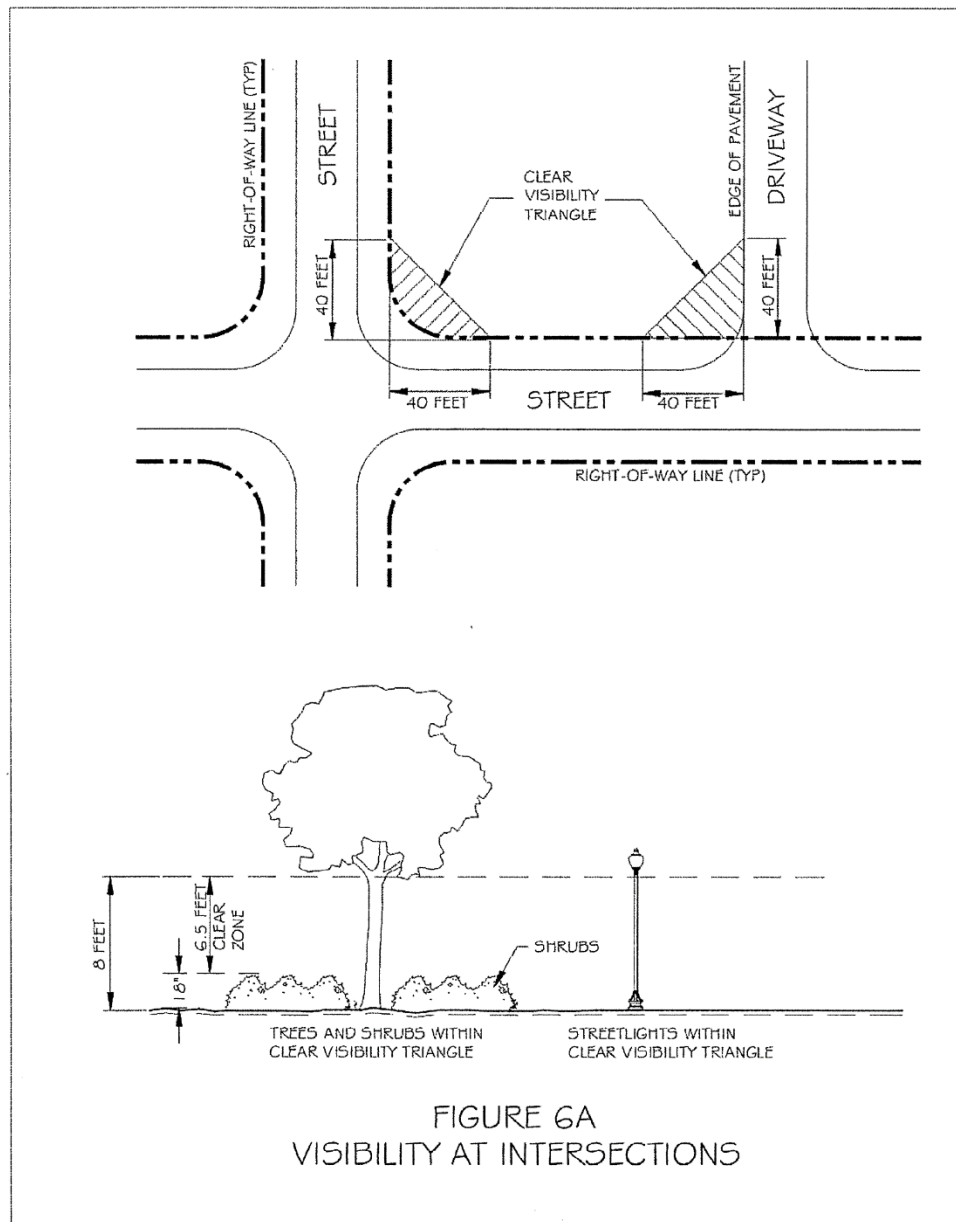 RIGHT-OF-WAY LINE (TYP)
STREET
EDGE OF PAVEMENT
DRIVEWAY
CLEAR
VISIBILITY
TRIANGLE
40 FEET
40 FEET
40 FEET
STREET
40 FEET
RIGHT-OF-WAY LINE (TYP)
8 FEET
6.5 FEET
CLEAR
ZONE
18"
SHRUBS
TREES AND SHRUBS WITHIN
CLEAR VISIBILITY TRIANGLE
STREETLIGHTS WITHIN
CLEAR VISIBILITY TRIANGLE
FIGURE 6A
VISIBILITY AT INTERSECTIONS